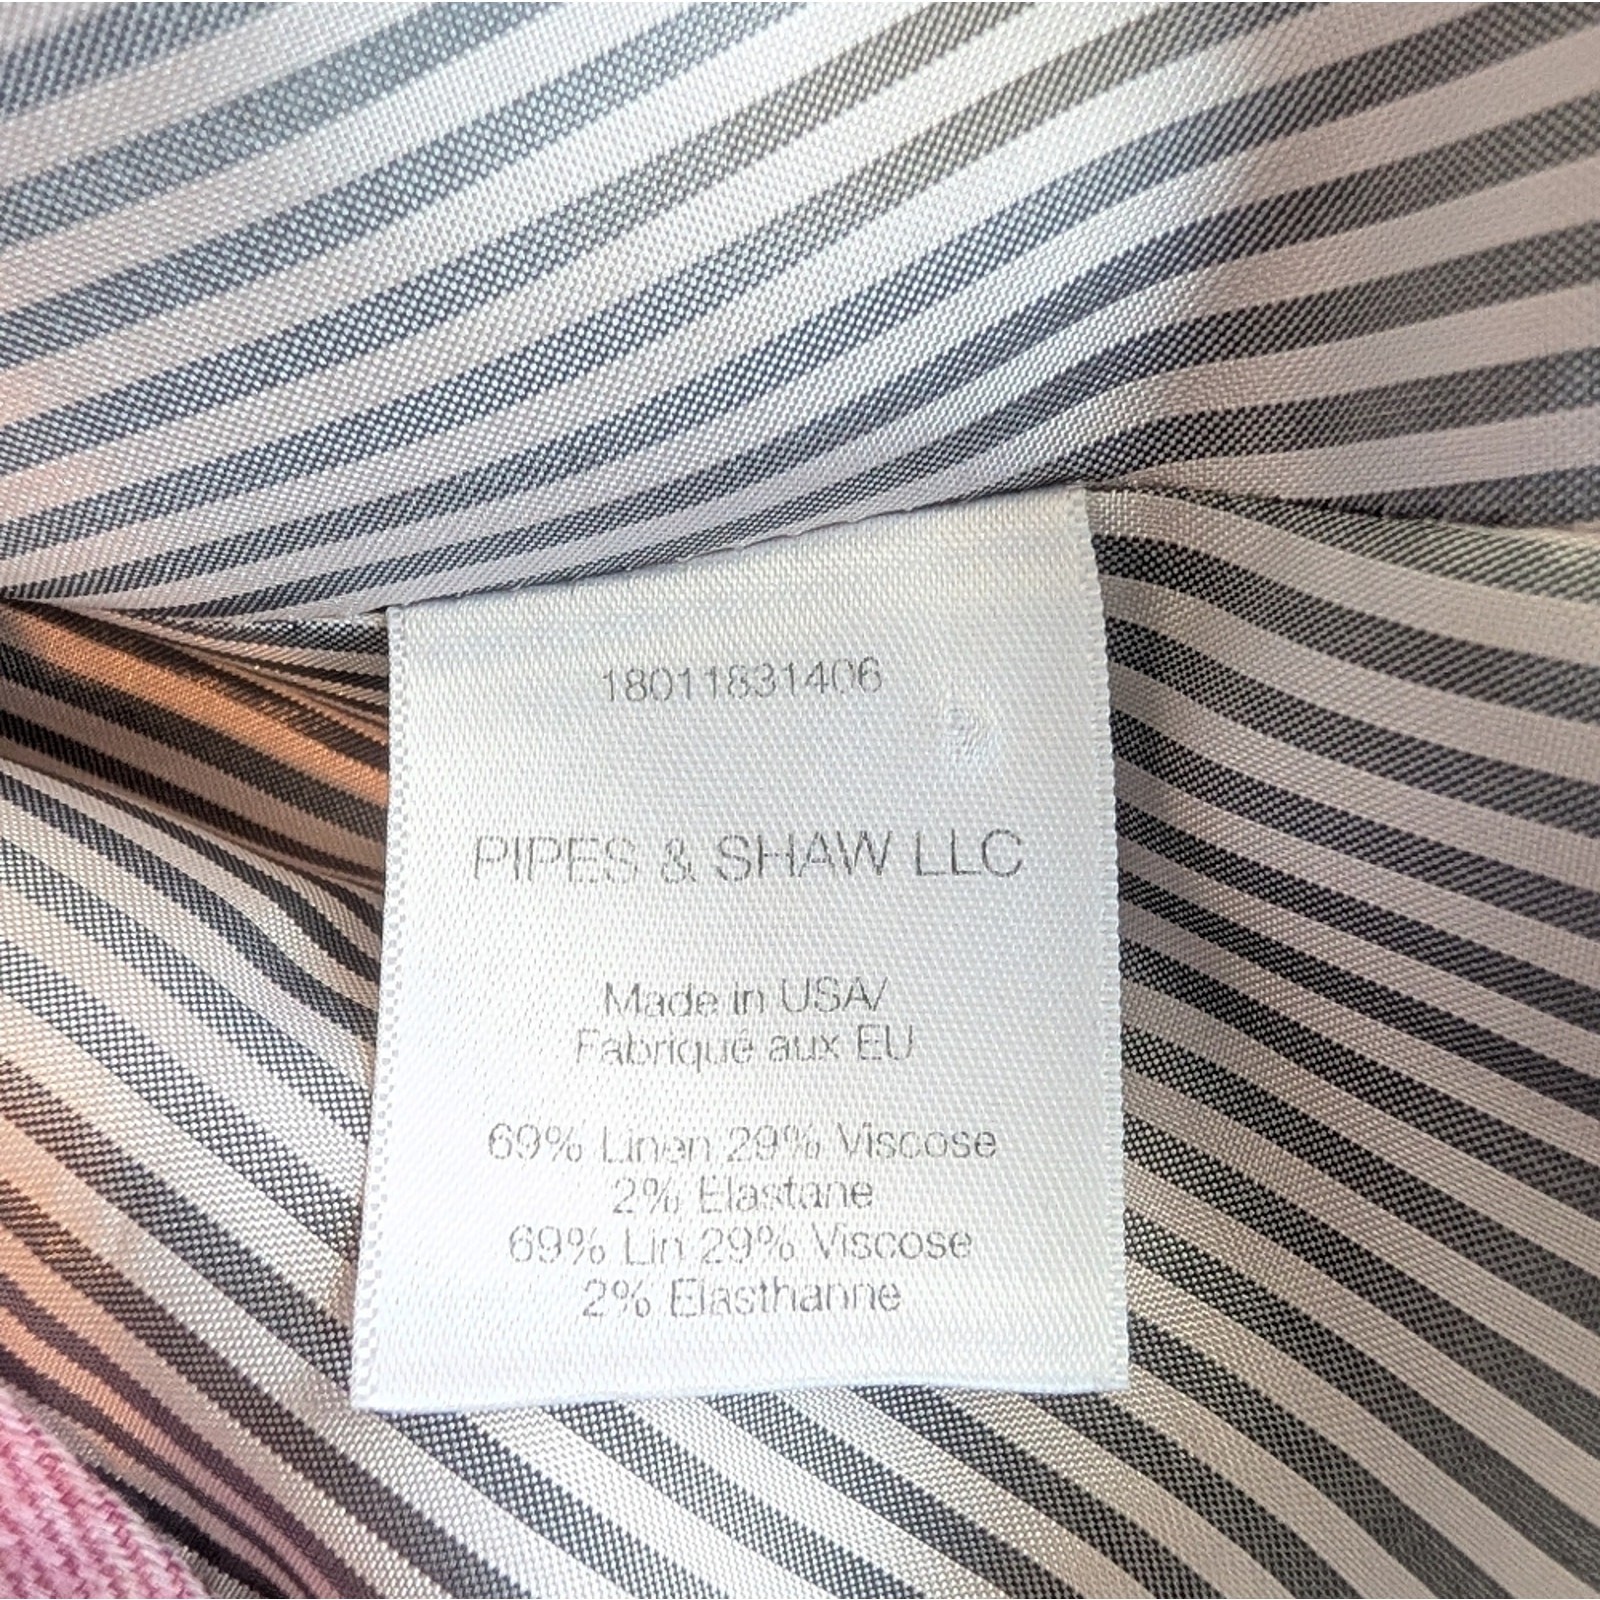 18011831406
PIPES & SHAW LLC
Made in USA/
Fabriqué aux EU
69% Linen 29% Viscose
2% Elastane
69% Lin 29% Viscose
2% Elasthanne